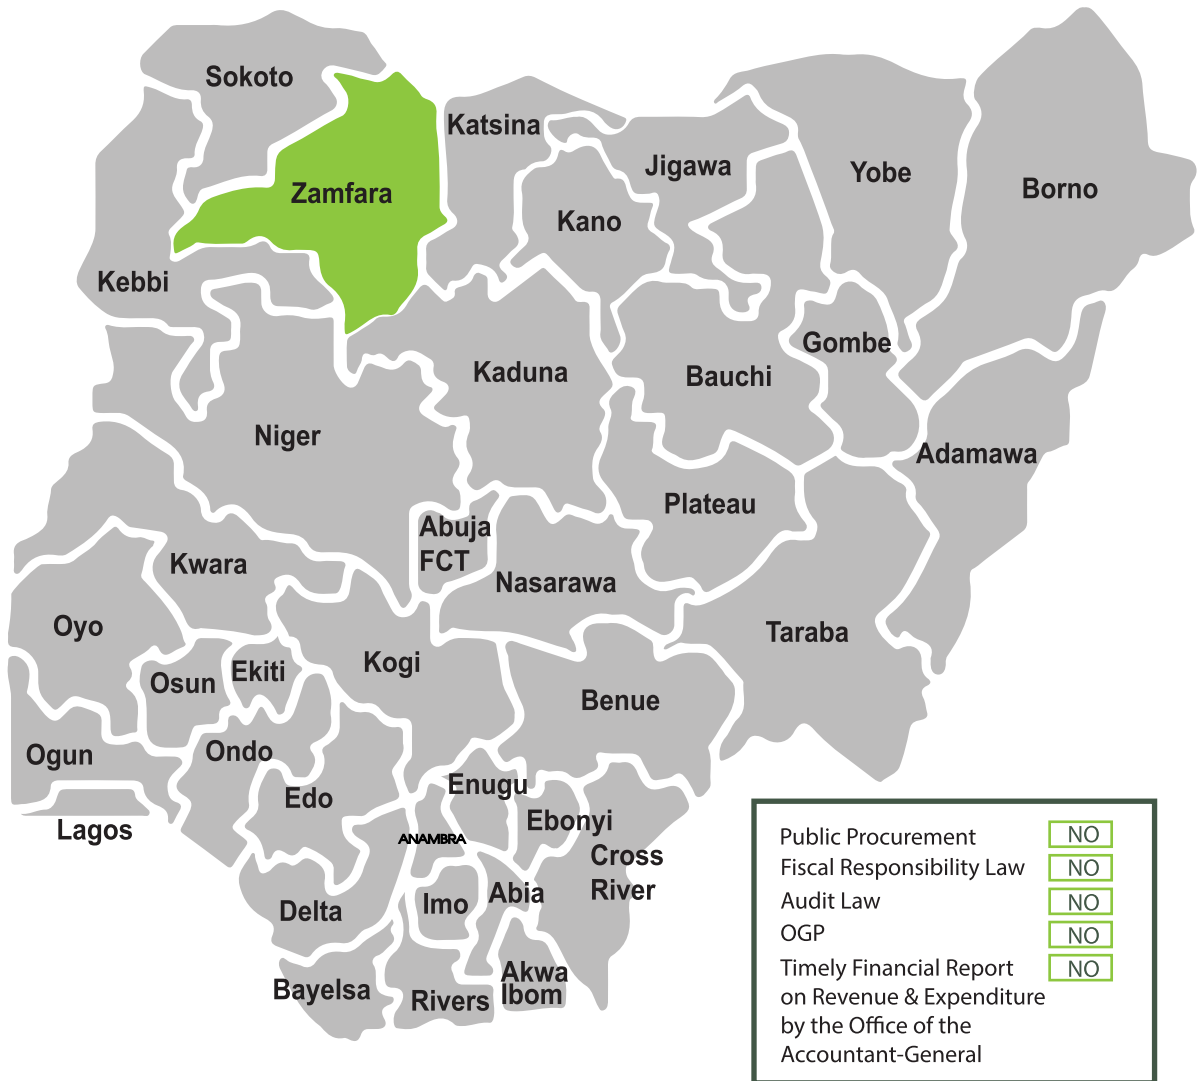 Sokoto
Katsina
Jigawa
Yobe
Borno
Zamfara
Kano
Kebbi
Gombe
Kaduna
Bauchi
Niger
Adamawa
Plateau
Abuja
FCT
Kwara
Nasarawa
Oyo
Taraba
Kogi
Ekiti
Osun
Benue
Ogun
Ondo
Enugu
Edo
Ebonyi
Lagos
ANAMBRA
Cross
River
Abia
Imo
Delta
Akwa
Ibom
Bayelsa
Rivers
Public Procurement NO
Fiscal Responsibility Law NO
Audit Law NO
OGP NO
Timely Financial Report NO
on Revenue & Expenditure
by the Office of the
Accountant-General